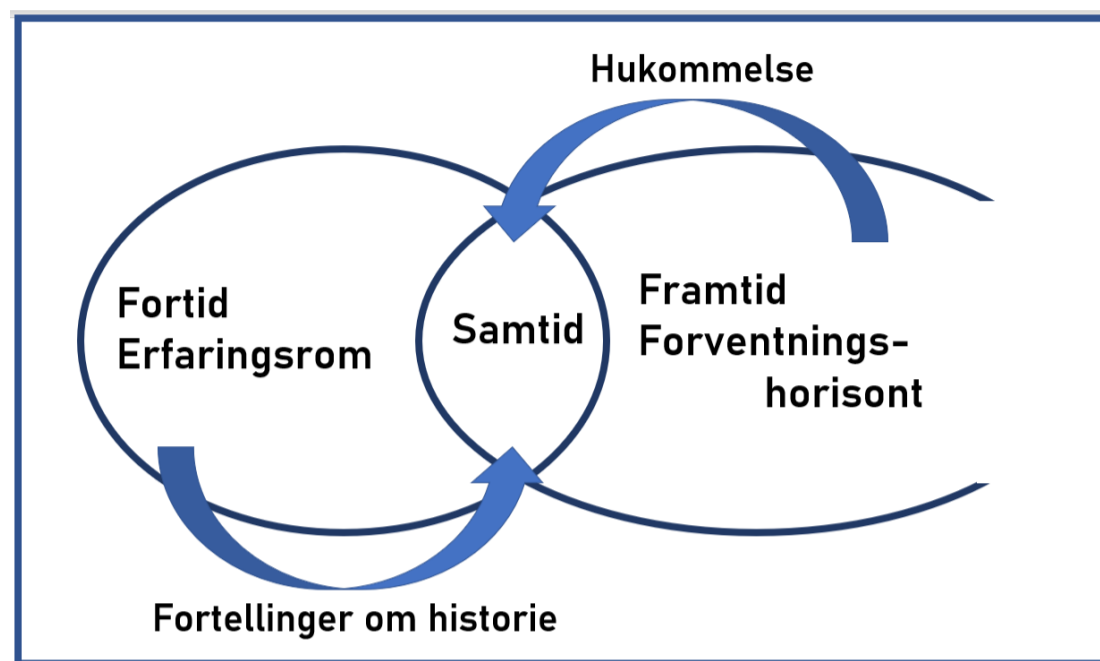 Hukommelse
Fortid
Erfaringsrom
Samtid
Framtid
Forventnings-
horisont
Fortellinger om historie